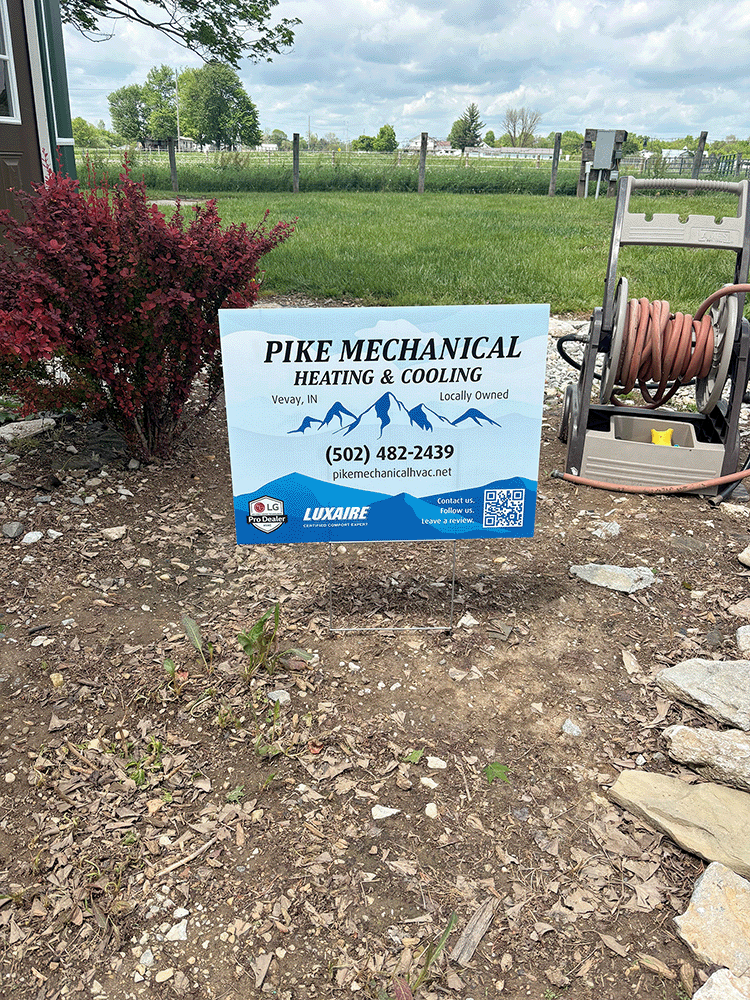 PIKE MECHANICAL
HEATING & COOLING
Vevay, IN
Locally Owned
(502) 482-2439
pikemechanicalhvac.net
LG
Pro Dealer
LUXAIRE
CERTIFIED COMFORT EXPERT
Contact us.
Follow us.
Leave a review.